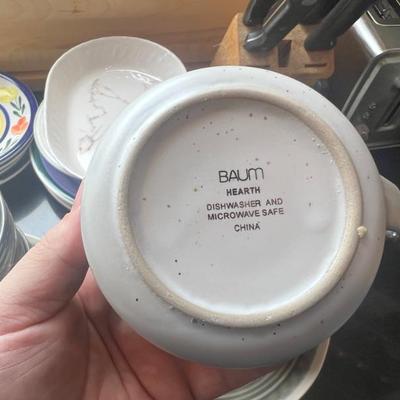 BAUM
HEARTH
DISHWASHER AND
MICROWAVE SAFE
CHINA